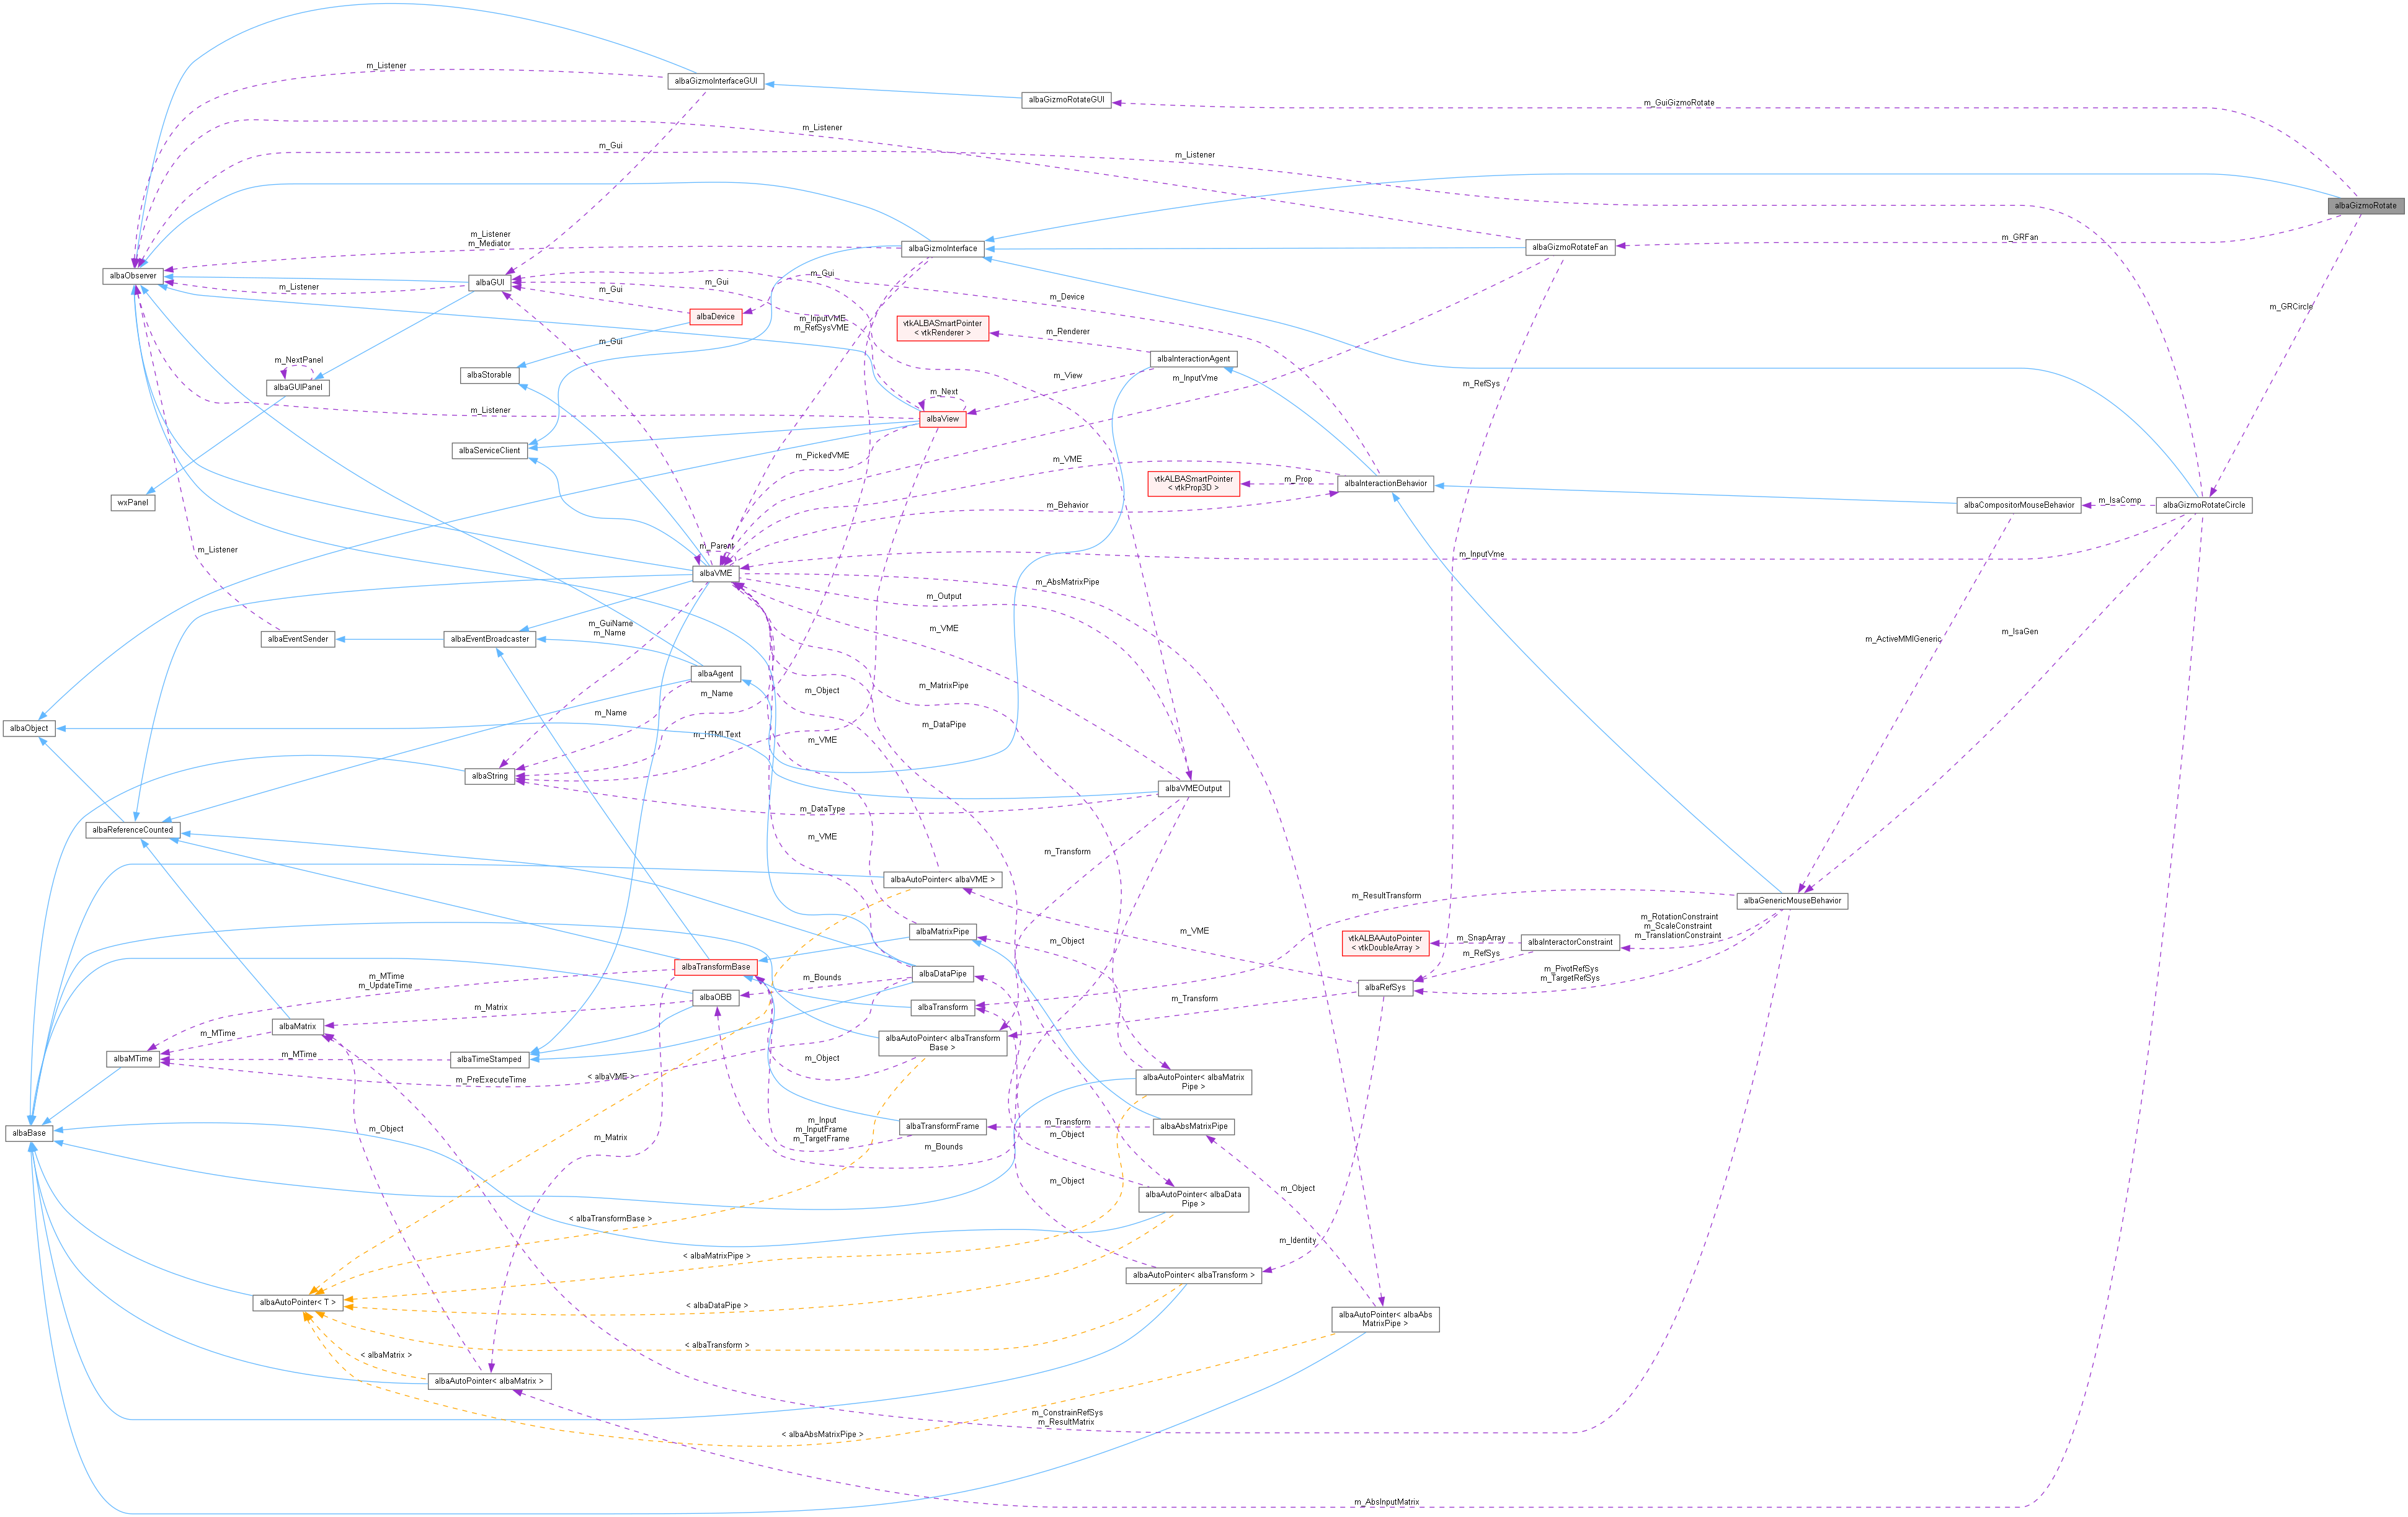 m_Listener
albaGizmoInterfaceGUI
albaGizmoRotateGUI
m_GuiGizmoRotate
m_Listener
m_Gui
m_Listener
albaGizmoRotate
m_Listener
m_Mediator
albaGizmoInterface
albaGizmoRotateFan
m_GRFan
albaObserver
albaGUI
m_Listener
m_Gui
m_Gui
m_Gui
m_Device
m_GRCircle
albaDevice
m_InputVME
m_RefSysVME
vtkALBASmartPointer
< vtkRenderer >
m_Renderer
m_Gui
albaInteractionAgent
m_NextPanel
albaGUIPanel
albaStorable
m_View
m_InputVme
m_RefSys
m_Next
m_Listener
albaView
albaServiceClient
m_PickedVME
m_VME
vtkALBASmartPointer
< vtkProp3D >
m_Prop
albaInteractionBehavior
wxPanel
m_Behavior
albaCompositorMouseBehavior
m_IsaComp
albaGizmoRotateCircle
m_Listener
m_Parent
albaVME
m_InputVme
m_AbsMatrixPipe
m_Output
m_GuiName
m_Name
albaEventSender
albaEventBroadcaster
m_VME
m_ActiveMMIGeneric
m_IsaGen
albaAgent
m_Name
m_Object
m_MatrixPipe
m_Name
m_DataPipe
albaObject
m_HTMLText
m_VME
albaString
albaVMEOutput
m_DataType
albaReferenceCounted
m_VME
m_Transform
albaAutoPointer< albaVME >
m_ResultTransform
albaGenericMouseBehavior
m_RotationConstraint
m_ScaleConstraint
m_TranslationConstraint
albaMatrixPipe
m_Object
m_VME
vtkALBAAutoPointer
< vtkDoubleArray >
m_SnapArray
albaInteractorConstraint
m_RefSys
albaTransformBase
albaDataPipe
m_MTime
m_UpdateTime
m_Bounds
m_PivotRefSys
m_TargetRefSys
albaRefSys
m_Matrix
albaOBB
albaTransform
m_Transform
albaMatrix
m_MTime
albaAutoPointer< albaTransform
Base >
albaMTime
m_MTime
albaTimeStamped
m_Object
m_PreExecuteTime
< albaVME >
albaAutoPointer< albaMatrix
Pipe >
albaBase
m_Object
m_Matrix
m_Input
m_InputFrame
m_TargetFrame
albaTransformFrame
m_Transform
m_Object
albaAbsMatrixPipe
m_Bounds
m_Object
m_Object
albaAutoPointer< albaData
Pipe >
< albaTransformBase >
m_Identity
< albaMatrixPipe >
albaAutoPointer< albaTransform >
albaAutoPointer< T >
< albaDataPipe >
albaAutoPointer< albaAbs
MatrixPipe >
< albaMatrix >
< albaTransform >
albaAutoPointer< albaMatrix >
m_ConstrainRefSys
m_ResultMatrix
< albaAbsMatrixPipe >
m_AbsInputMatrix